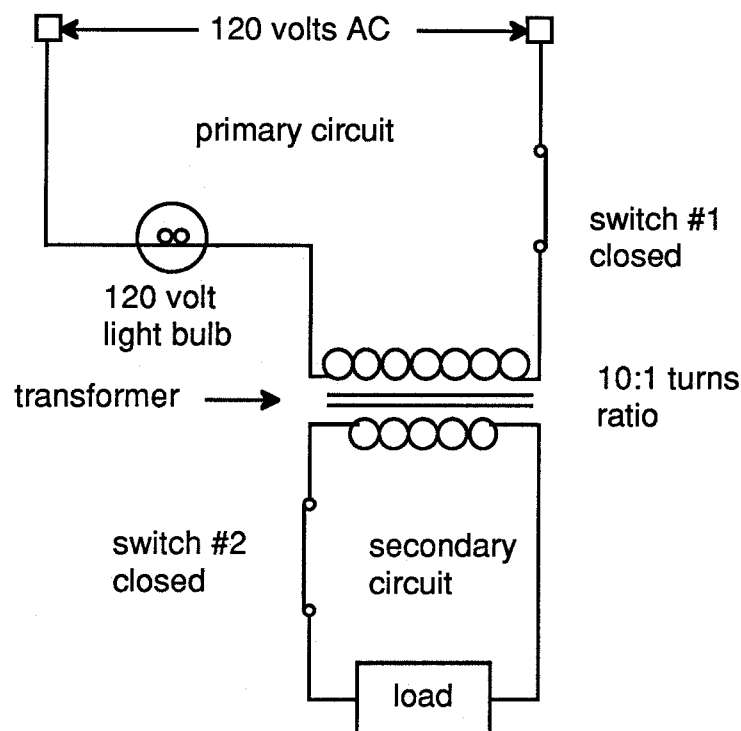 120 volts AC
primary circuit
switch #1
closed
120 volt
light bulb
transformer
10:1 turns
ratio
switch #2
closed
secondary
circuit
load